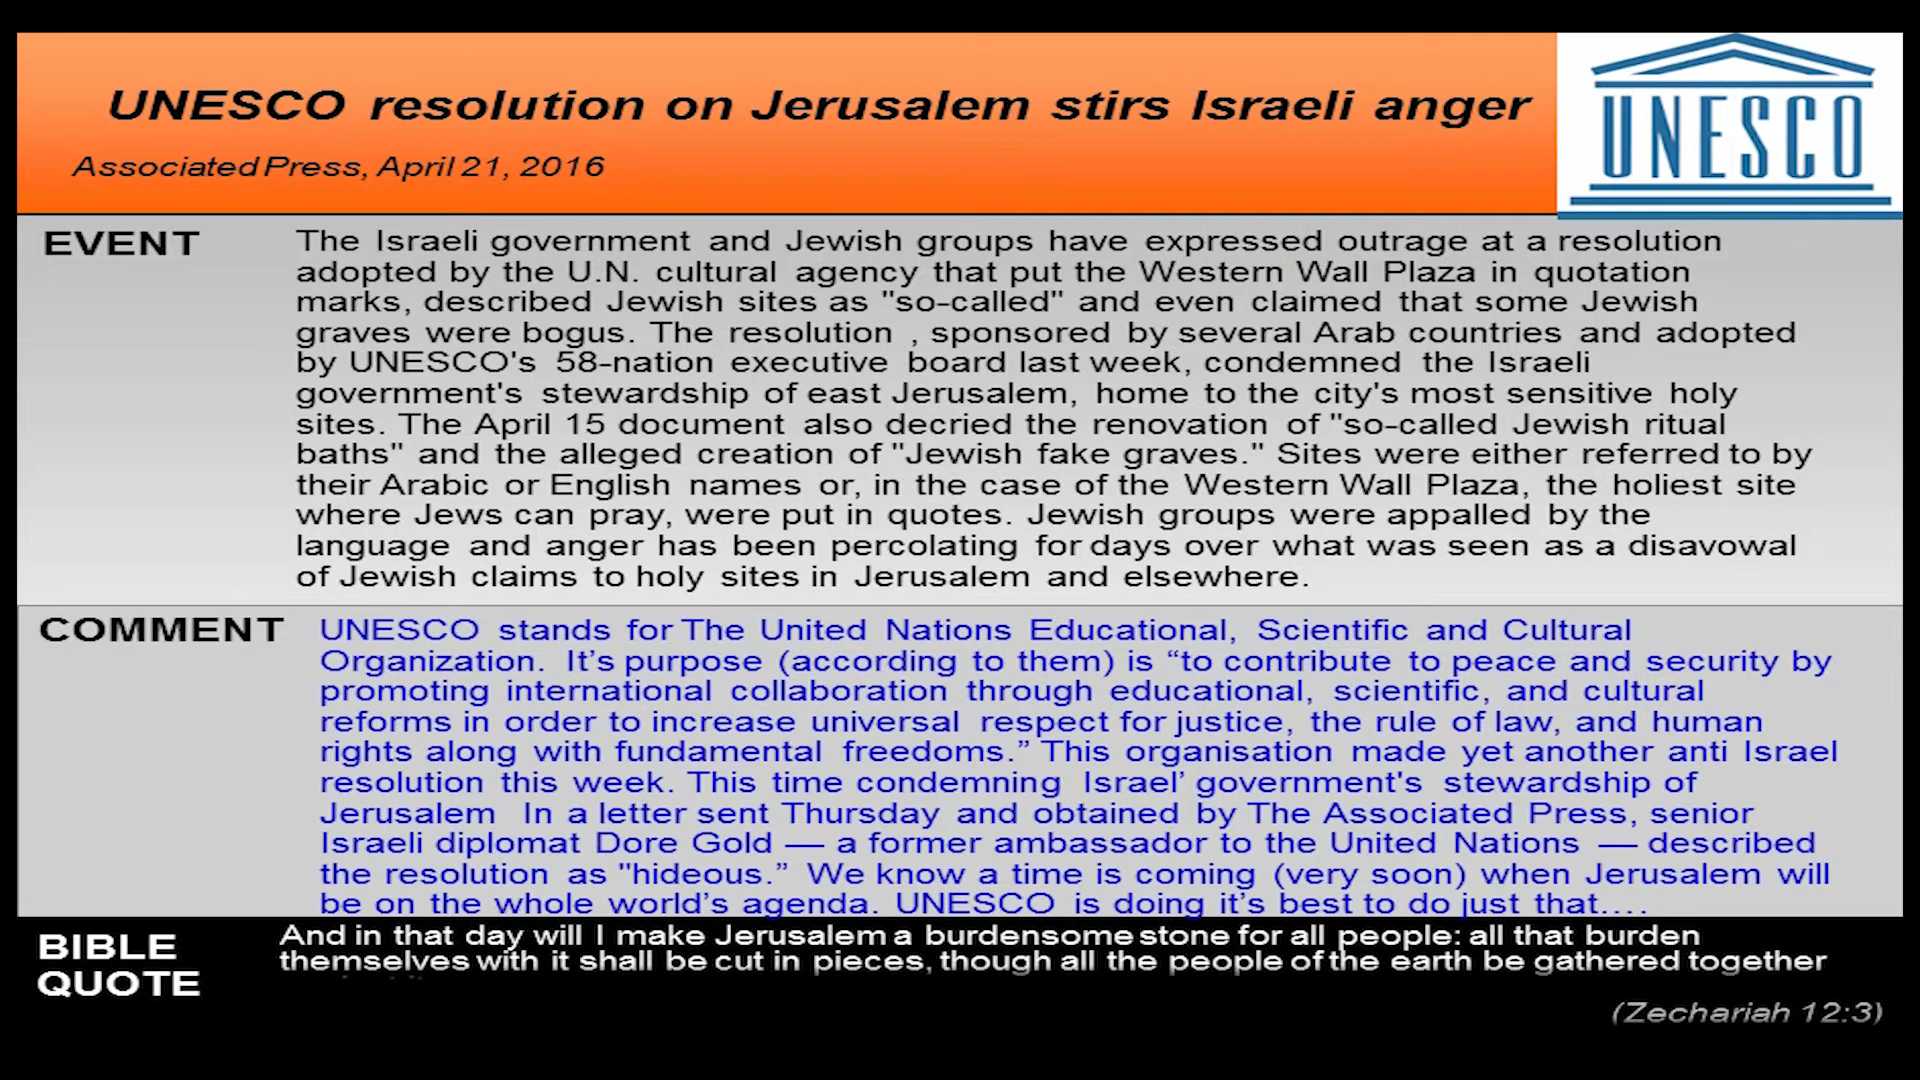 UNESCO resolution on Jerusalem stirs Israeli anger
Associated Press, April 21, 2016
UNESCO
EVENT
The Israeli government and Jewish groups have expressed outrage at a resolution
adopted by the U.N. cultural agency that put the Western Wall Plaza in quotation
marks, described Jewish sites as "so-called" and even claimed that some Jewish
graves were bogus. The resolution , sponsored by several Arab countries and adopted
by UNESCO's 58-nation executive board last week, condemned the Israeli
government's stewardship of east Jerusalem, home to the city's most sensitive holy
sites. The April 15 document also decried the renovation of "so-called Jewish ritual
baths" and the alleged creation of "Jewish fake graves." Sites were either referred to by
their Arabic or English names or, in the case of the Western Wall Plaza, the holiest site
where Jews can pray, were put in quotes. Jewish groups were appalled by the
language and anger has been percolating for days over what was seen as a disavowal
of Jewish claims to holy sites in Jerusalem and elsewhere.
COMMENT
UNESCO stands for The United Nations Educational, Scientific and Cultural
Organization. It’s purpose (according to them) is “to contribute to peace and security by
promoting international collaboration through educational, scientific, and cultural
reforms in order to increase universal respect for justice, the rule of law, and human
rights along with fundamental freedoms.” This organisation made yet another anti Israel
resolution this week. This time condemning Israel’ government's stewardship of
Jerusalem In a letter sent Thursday and obtained by The Associated Press, senior
Israeli diplomat Dore Gold — a former ambassador to the United Nations — described
the resolution as "hideous.” We know a time is coming (very soon) when Jerusalem will
be on the whole world’s agenda. UNESCO is doing it’s best to do just that....
BIBLE
QUOTE
And in that day will I make Jerusalem a burdensome stone for all people: all that burden
themselves with it shall be cut in pieces, though all the people of the earth be gathered together
(Zechariah 12:3)